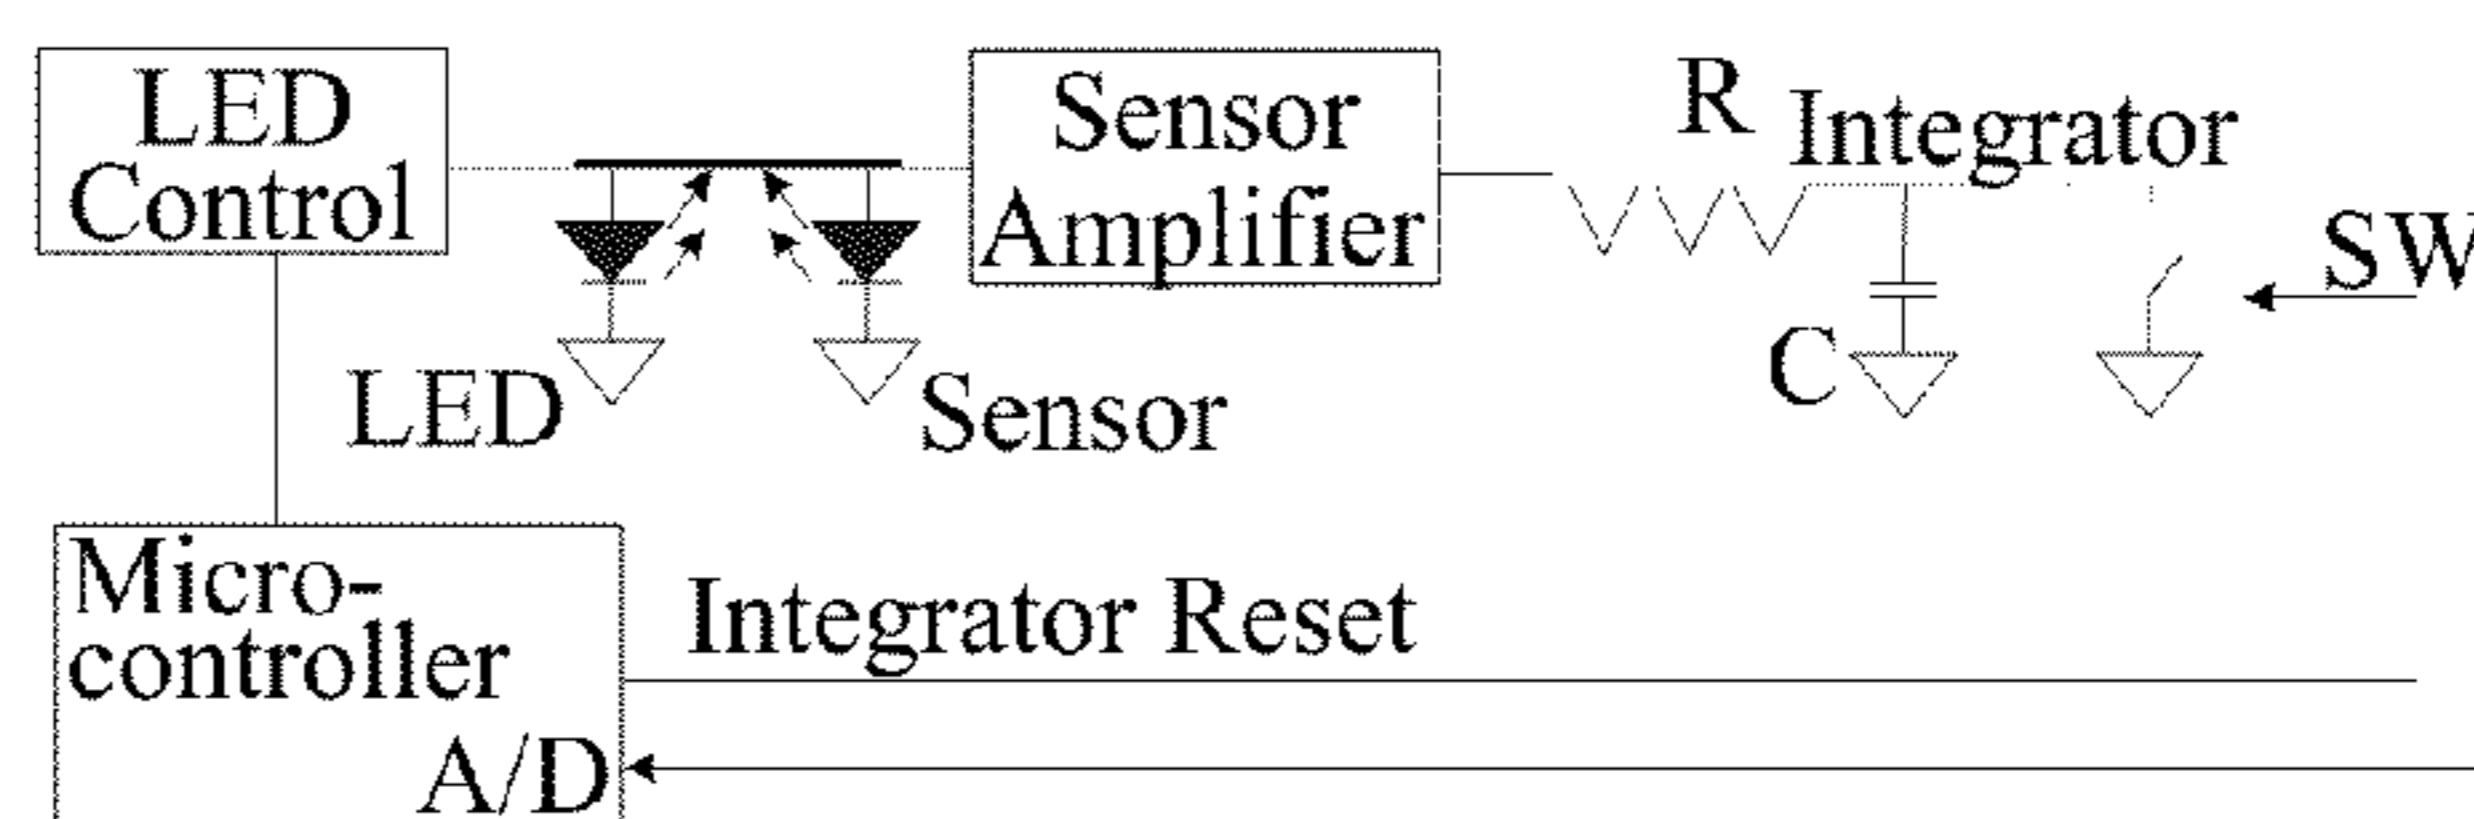 LED
Control
Sensor
Amplifier
R
Integrator
SW
C
LED
Sensor
Micro-
controller
Integrator Reset
A/D